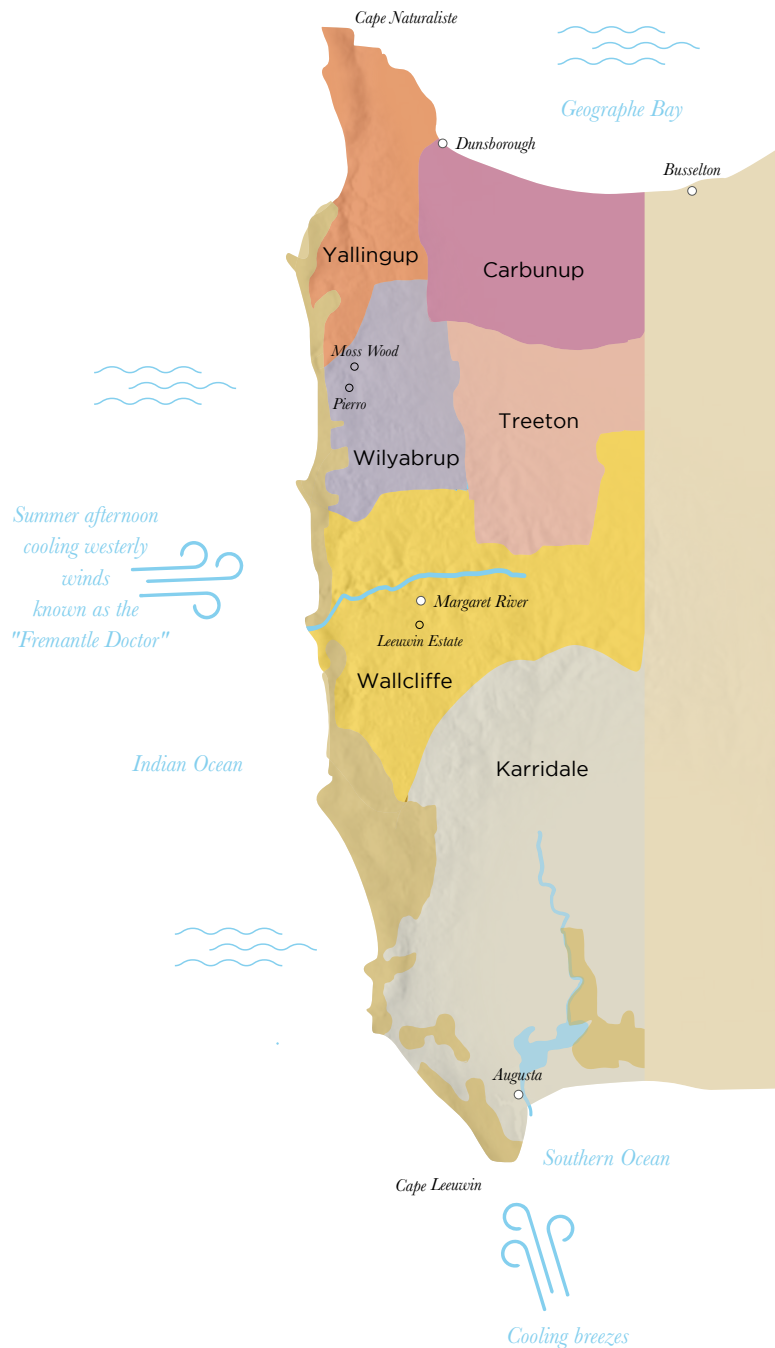 Cape Naturaliste
Geographe Bay
Dunsborough
Busselton
Yallingup
Carbunup
Moss Wood
Pierro
Treeton
Wilyabrup
Summer afternoon
cooling westerly
winds
known as the
"Fremantle Doctor"
Margaret River
Leeuwin Estate
Wallcliffe
Indian Ocean
Karridale
Augusta
Southern Ocean
Cape Leeuwin
Cooling breezes